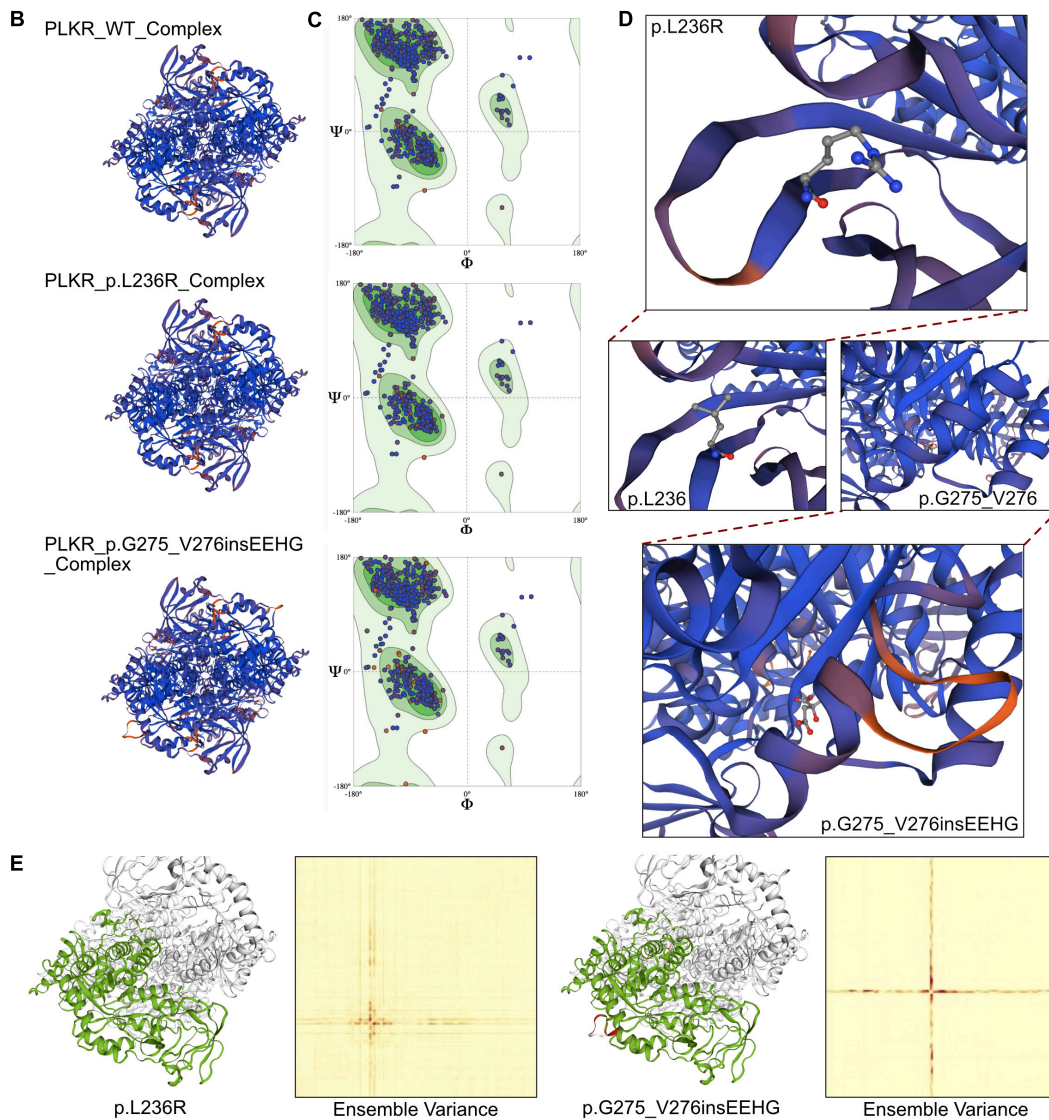 B
PLKR_WT_Complex
PLKR_p.L236R_Complex
PLKR_p.G275_V276insEEHG
_Complex
C
180°
Ψ 0°
-180°
-180° 0° 180°
Φ
180°
Ψ 0°
-180°
-180° 0° 180°
Φ
180°
Ψ 0°
-180°
-180° 0° 180°
Φ
D
p.L236R
p.L236
p.G275_V276
p.G275_V276insEEHG
E
p.L236R
Ensemble Variance
p.G275_V276insEEHG
Ensemble Variance